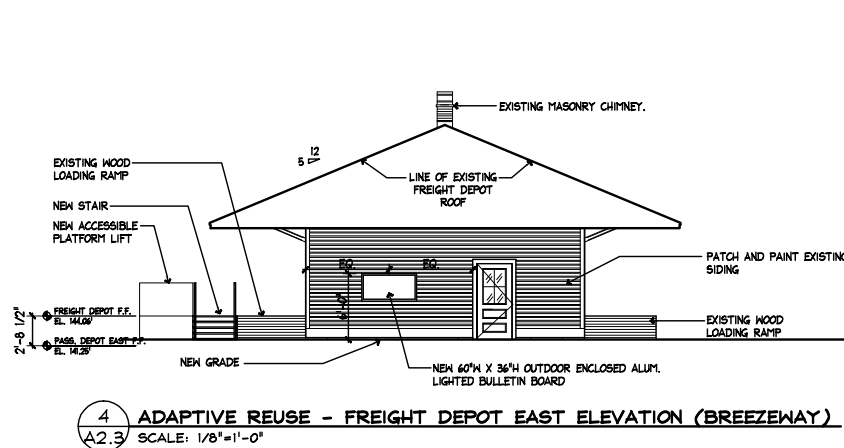 EXISTING MASONRY CHIMNEY.
12
5
EXISTING WOOD
LOADING RAMP
LINE OF EXISTING
FREIGHT DEPOT
ROOF
NEW STAIR
NEW ACCESSIBLE
PLATFORM LIFT
PATCH AND PAINT EXISTING
SIDING
EQ.
EQ.
6'-0"
2'-8 1/2"
FREIGHT DEPOT F.F.
EL. 144.06'
PASS. DEPOT EAST F.F.
EL. 141.25'
EXISTING WOOD
LOADING RAMP
NEW GRADE
NEW 60"W X 36"H OUTDOOR ENCLOSED ALUM.
LIGHTED BULLETIN BOARD
4
A2.3
ADAPTIVE REUSE - FREIGHT DEPOT EAST ELEVATION (BREEZEWAY)
SCALE: 1/8"=1'-0"